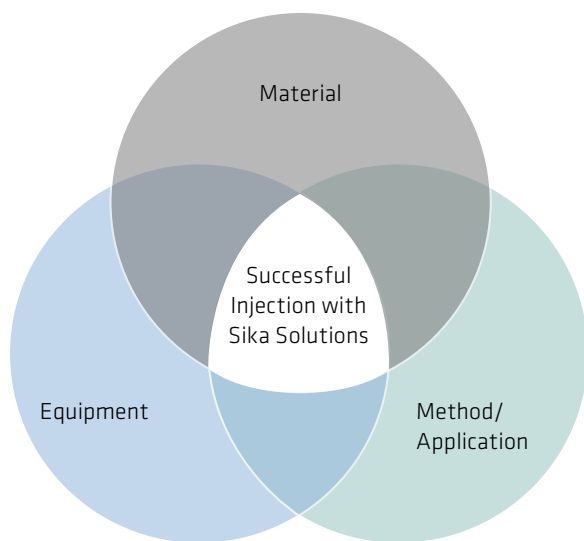 Material
Successful
Injection with
Sika Solutions
Equipment
Method/
Application